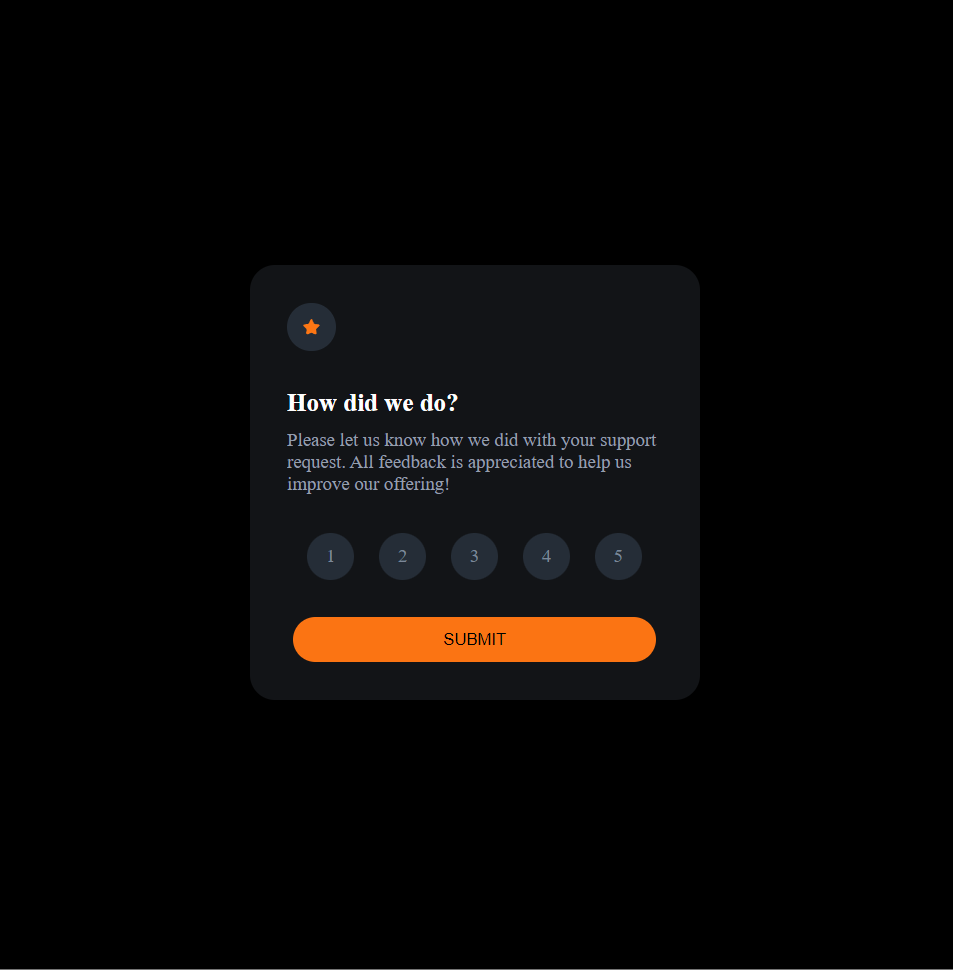 How did we do?
Please let us know how we did with your support
request. All feedback is appreciated to help us
improve our offering!
1 2 3 4 5
SUBMIT